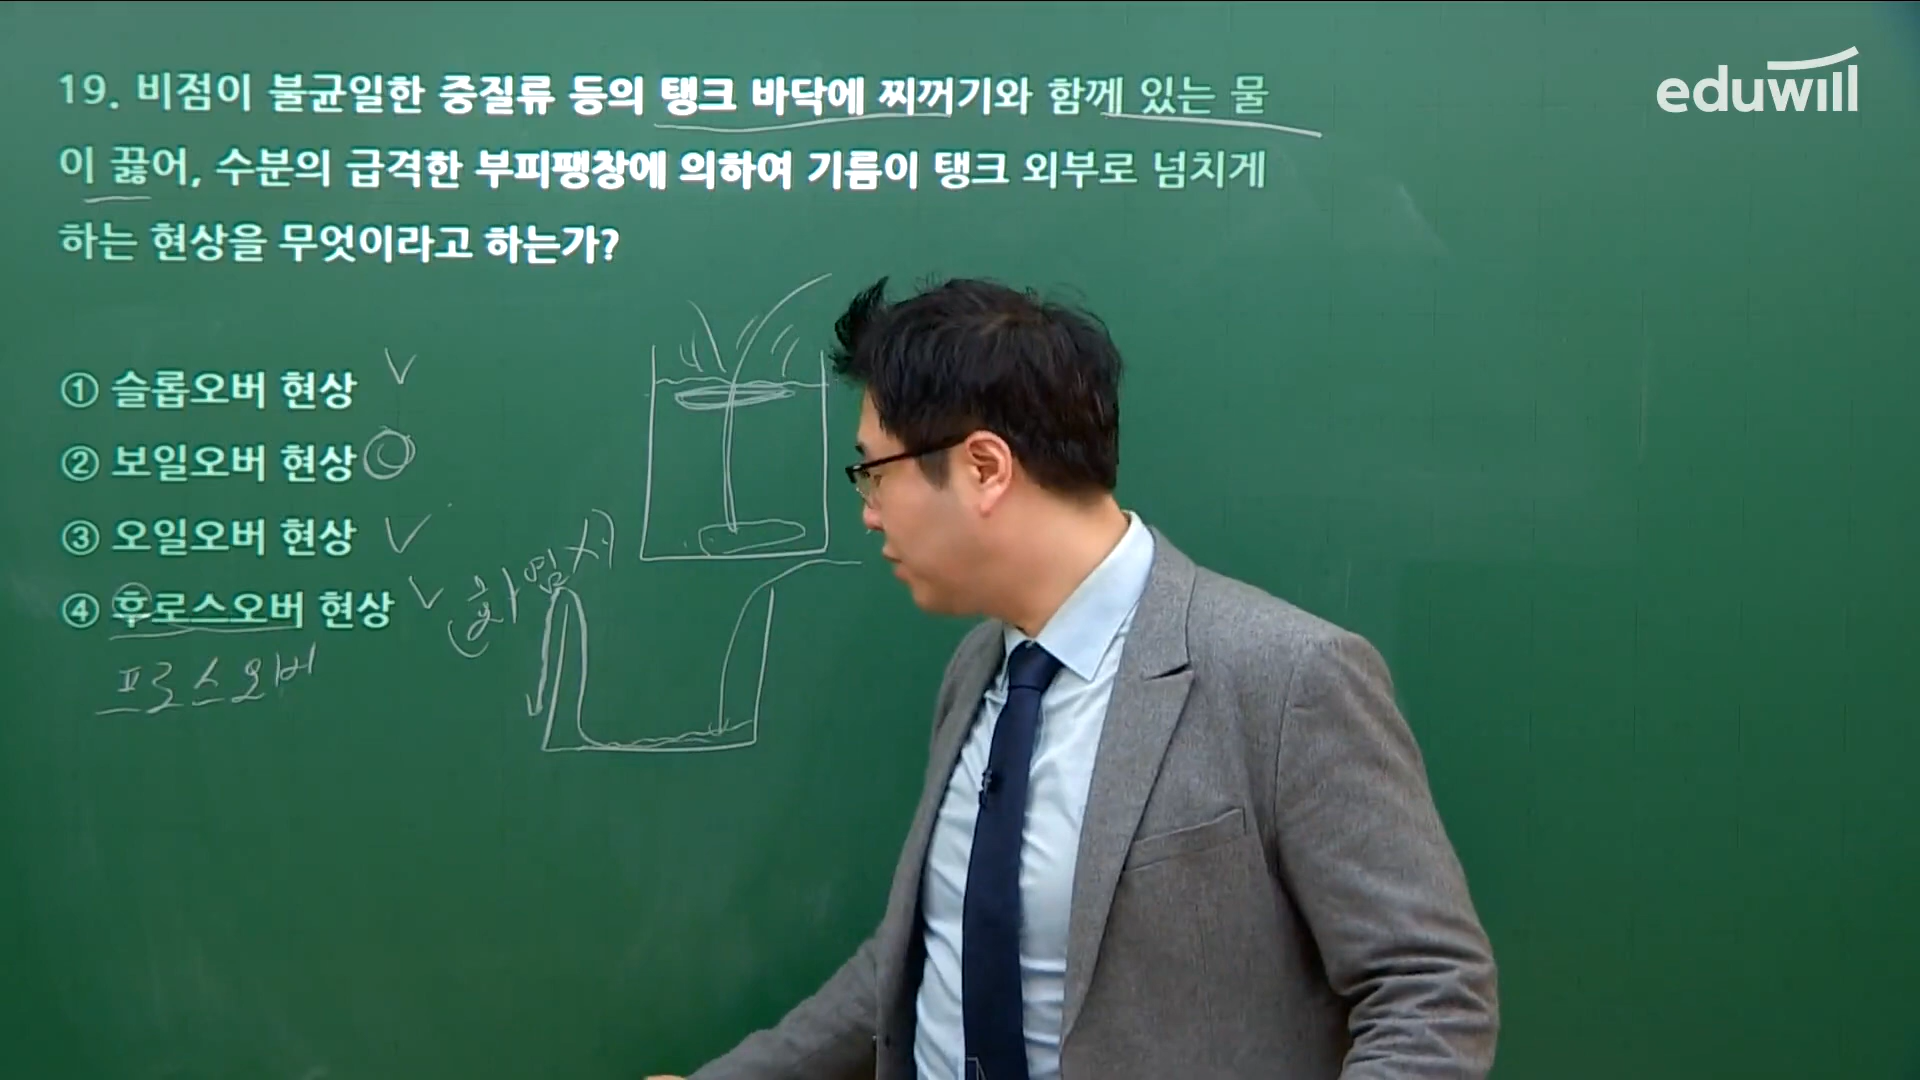 eduwill
19. 비점이 불균일한 중질류 등의 탱크 바닥에 찌꺼기와 함께 있는 물
이 끓어, 수분의 급격한 부피팽창에 의하여 기름이 탱크 외부로 넘치게
하는 현상을 무엇이라고 하는가?
① 슬롭오버 현상
② 보일오버 현상
③ 오일오버 현상
④ 후로스오버 현상
프로스오버